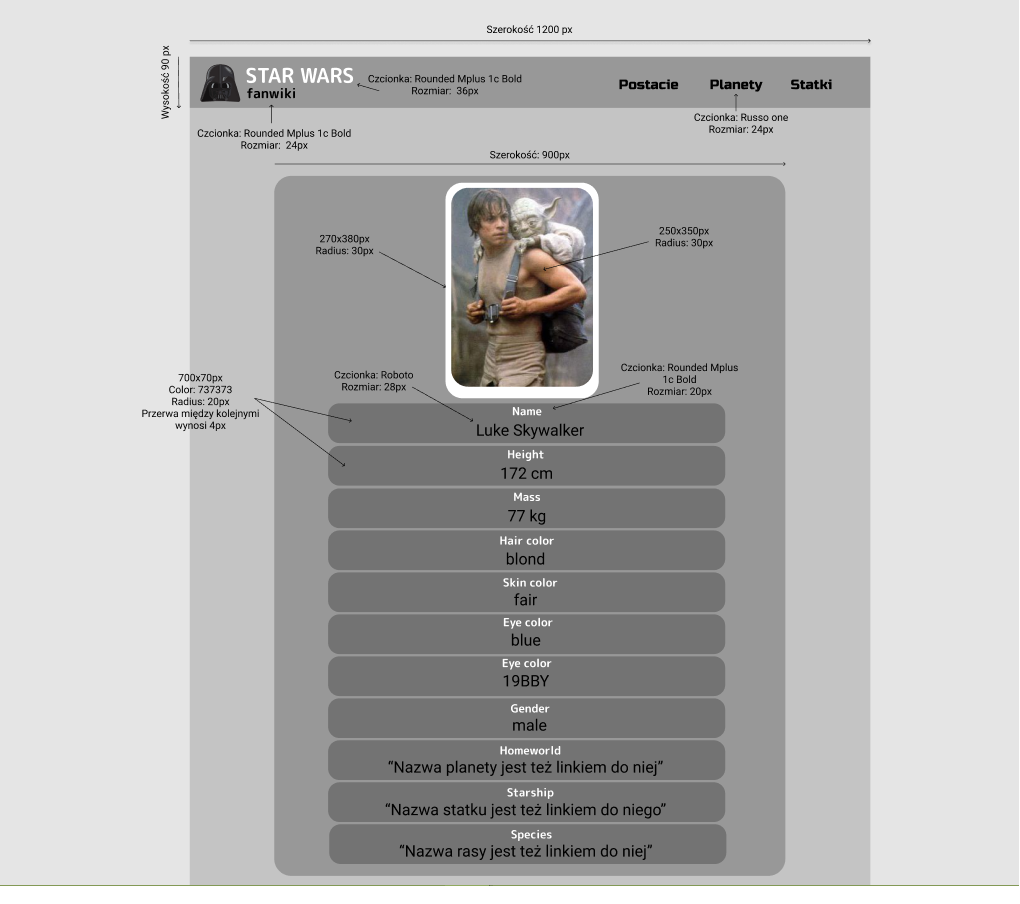 Szerokość 1200 px
Wysokość 90 px
STAR WARS
fanwiki
Czcionka: Rounded Mplus 1c Bold
Rozmiar:  36px
Postacie
Planety
Statki
Czcionka: Russo one
Rozmiar: 24px
Czcionka: Rounded Mplus 1c Bold
Rozmiar:  24px
Szerokość: 900px
270x380px
Radius: 30px
250x350px
Radius: 30px
700x70px
Color: 737373
Radius: 20px
Przerwa między kolejnymi
wynosi 4px
Czcionka: Roboto
Rozmiar: 28px
Czcionka: Rounded Mplus
1c Bold
Rozmiar: 20px
Name
Luke Skywalker
Height
172 cm
Mass
77 kg
Hair color
blond
Skin color
fair
Eye color
blue
Eye color
19BBY
Gender
male
Homeworld
“Nazwa planety jest też linkiem do niej”
Starship
“Nazwa statku jest też linkiem do niego”
Species
“Nazwa rasy jest też linkiem do niej”